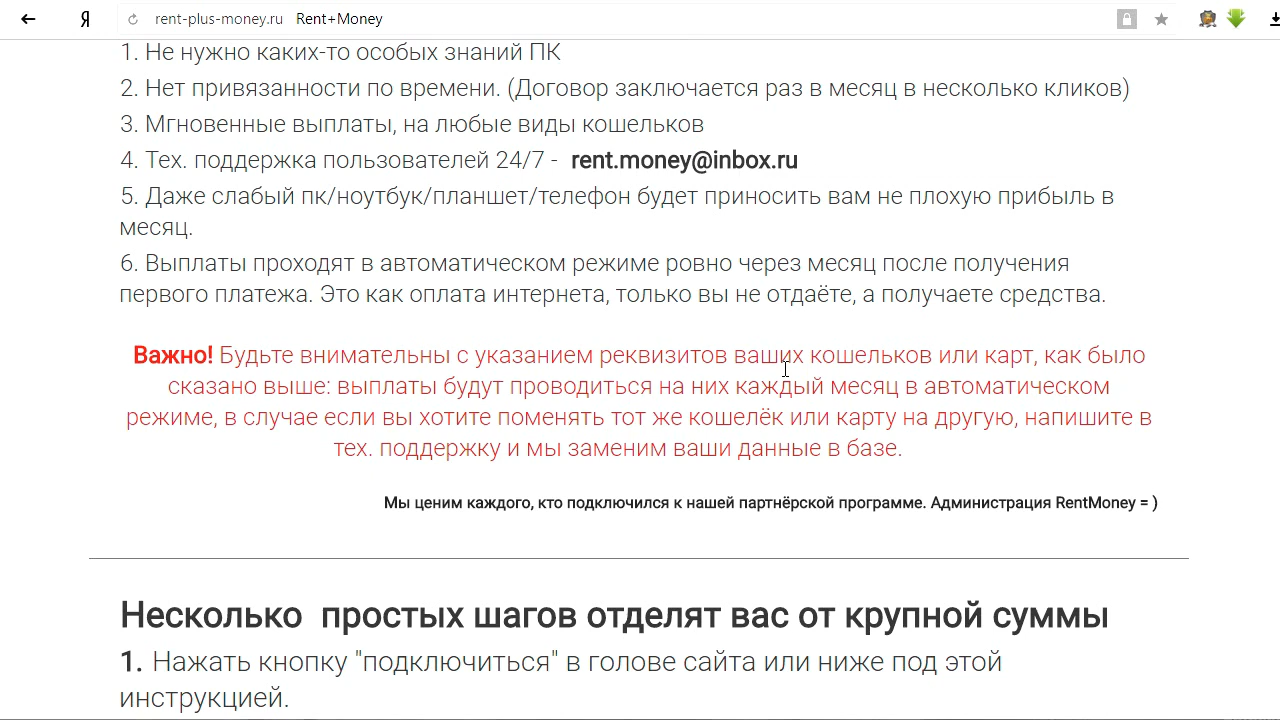 Я rent-plus-money.ru Rent+Money
1. Не нужно каких-то особых знаний ПК
2. Нет привязанности по времени. (Договор заключается раз в месяц в несколько кликов)
3. Мгновенные выплаты, на любые виды кошельков
4. Тех. поддержка пользователей 24/7 - rent.money@inbox.ru
5. Даже слабый пк/ноутбук/планшет/телефон будет приносить вам не плохую прибыль в
месяц.
6. Выплаты проходят в автоматическом режиме ровно через месяц после получения
первого платежа. Это как оплата интернета, только вы не отдаёте, а получаете средства.
Важно! Будьте внимательны с указанием реквизитов ваших кошельков или карт, как было
сказано выше: выплаты будут проводиться на них каждый месяц в автоматическом
режиме, в случае если вы хотите поменять тот же кошелёк или карту на другую, напишите в
тех. поддержку и мы заменим ваши данные в базе.
Мы ценим каждого, кто подключился к нашей партнёрской программе. Администрация RentMoney = )
Несколько простых шагов отделят вас от крупной суммы
1. Нажать кнопку "подключиться" в голове сайта или ниже под этой
инструкцией.